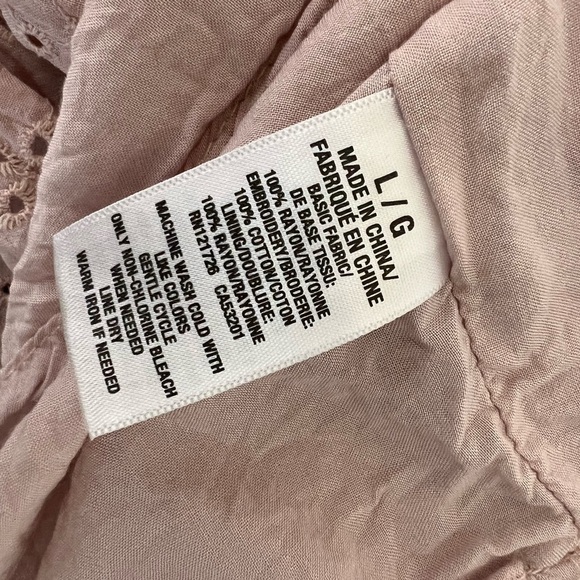 L / G
MADE IN CHINA/
FABRIQUÉ EN CHINE
BASIC FABRIC/
DE BASE TISSU:
100% RAYON/RAYONNE
EMBROIDERY/BRODERIE:
100% COTTON/COTON
LINING/DOUBLURE:
100% RAYON/RAYONNE
RN121726 CA53201
MACHINE WASH COLD WITH
LIKE COLORS
GENTLE CYCLE
ONLY NON-CHLORINE BLEACH
WHEN NEEDED
LINE DRY
WARM IRON IF NEEDED